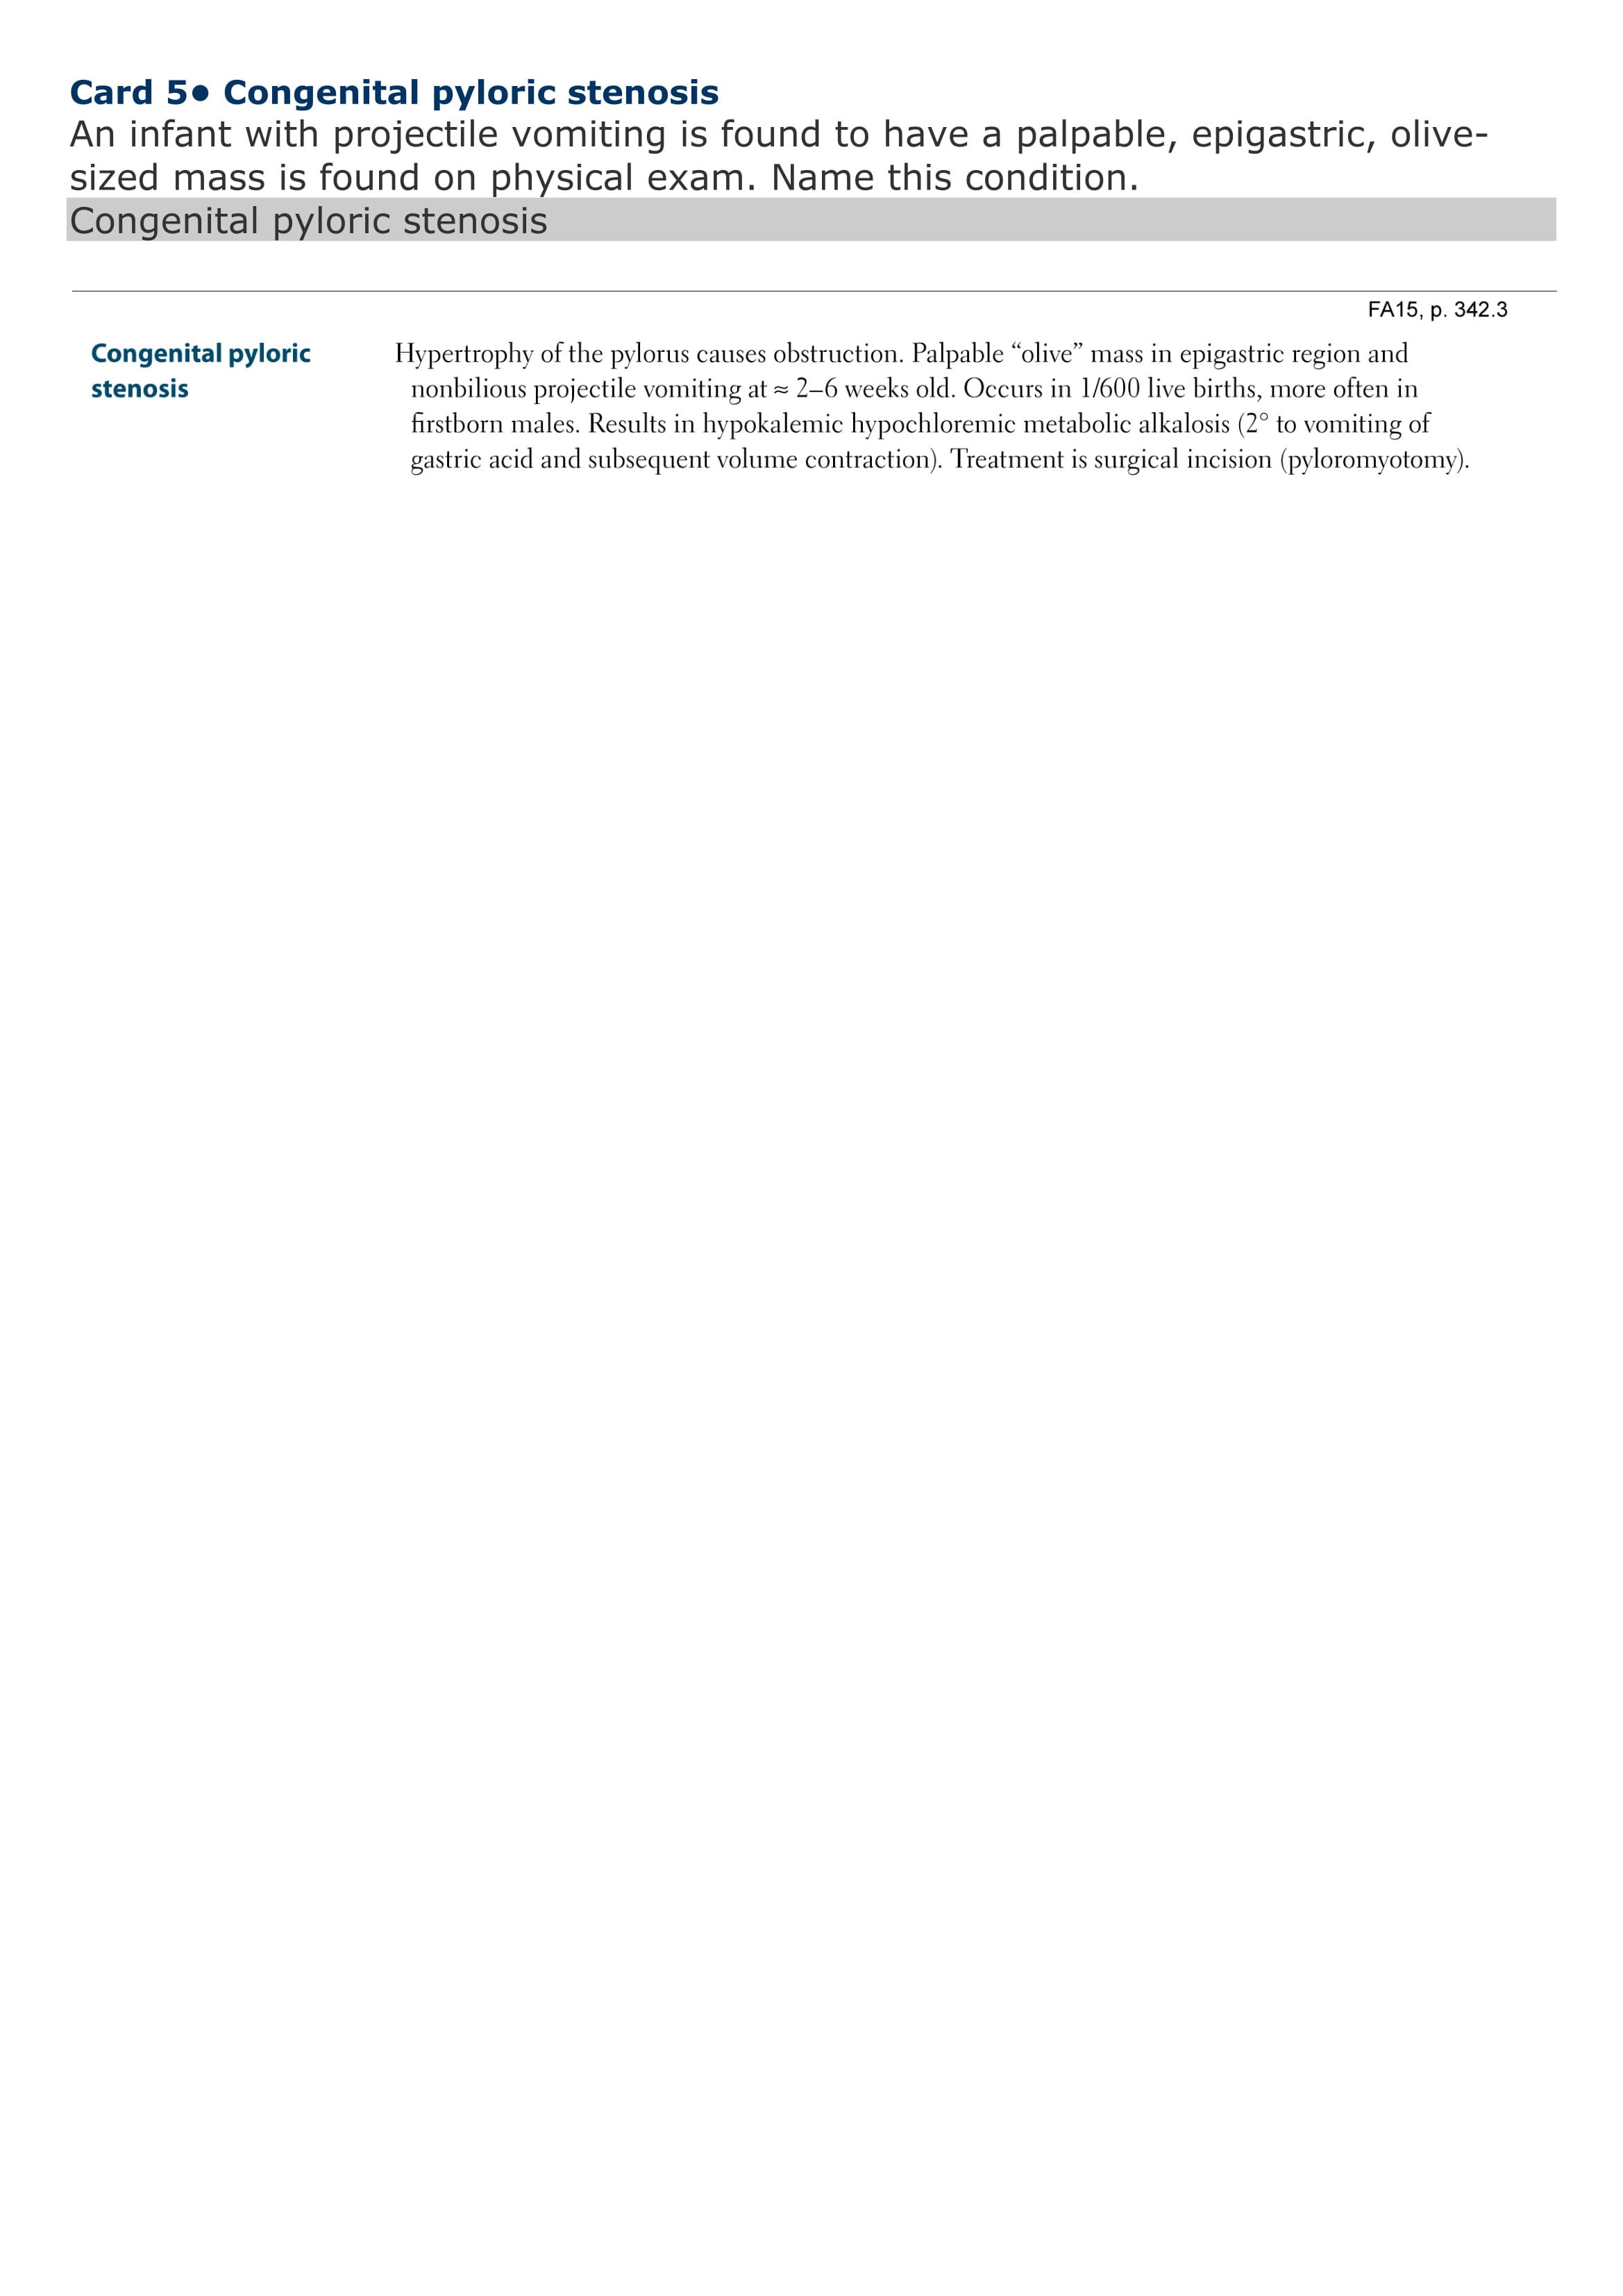 Card 5• Congenital pyloric stenosis
An infant with projectile vomiting is found to have a palpable, epigastric, olive-
sized mass is found on physical exam. Name this condition.
Congenital pyloric stenosis
FA15, p. 342.3
Congenital pyloric
stenosis
Hypertrophy of the pylorus causes obstruction. Palpable “olive” mass in epigastric region and
nonbilious projectile vomiting at ≈ 2–6 weeks old. Occurs in 1/600 live births, more often in
firstborn males. Results in hypokalemic hypochloremic metabolic alkalosis (2° to vomiting of
gastric acid and subsequent volume contraction). Treatment is surgical incision (pyloromyotomy).